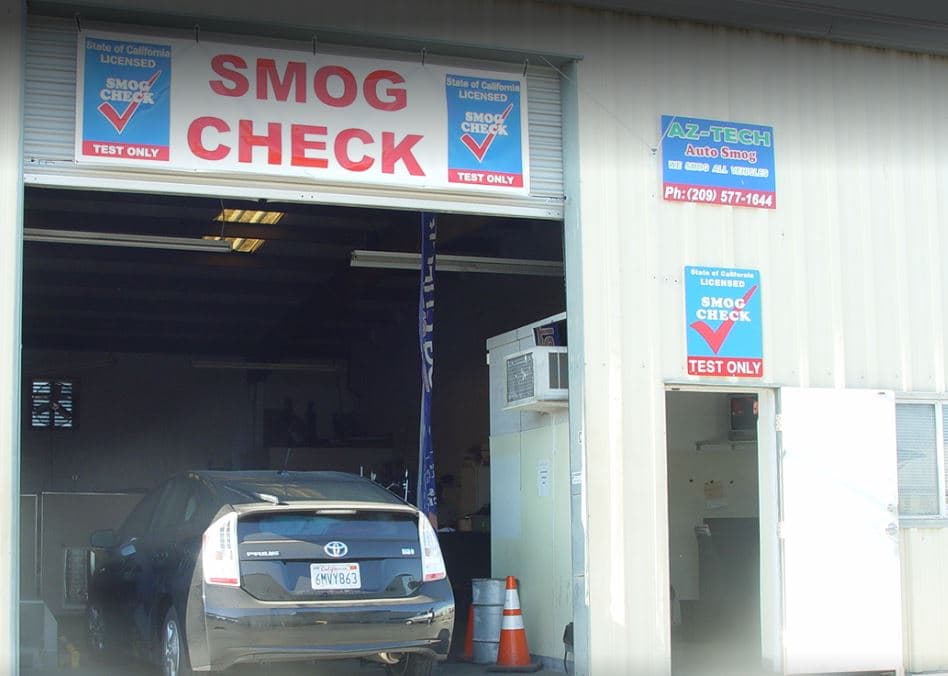 State of California
LICENSED
SMOG
CHECK
TEST ONLY
SMOG
CHECK
State of California
LICENSED
SMOG
CHECK
TEST ONLY
AZ-TECH
Auto Smog
WE SMOG ALL VEHICLES
Ph: (209) 577-1644
State of California
LICENSED
SMOG
CHECK
TEST ONLY
PRIUS
California
6MVY863